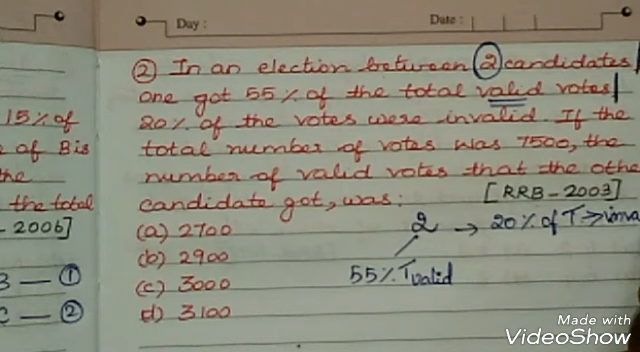 Day :
Date :
② In an election between 2 candidates
one got 55% of the total valid votes
20% of the votes were invalid. If the
total number of votes was 7500, the
number of valid votes that the othe
candidate got, was:
[RRB-2003]
(a) 2700
(b) 2900
(c) 3000
(d) 3100
2 → 20% of T → inva
55% T valid
15% of
of B is
the
the total
- 2006]
B — ①
C — ②
Made with
VideoShow